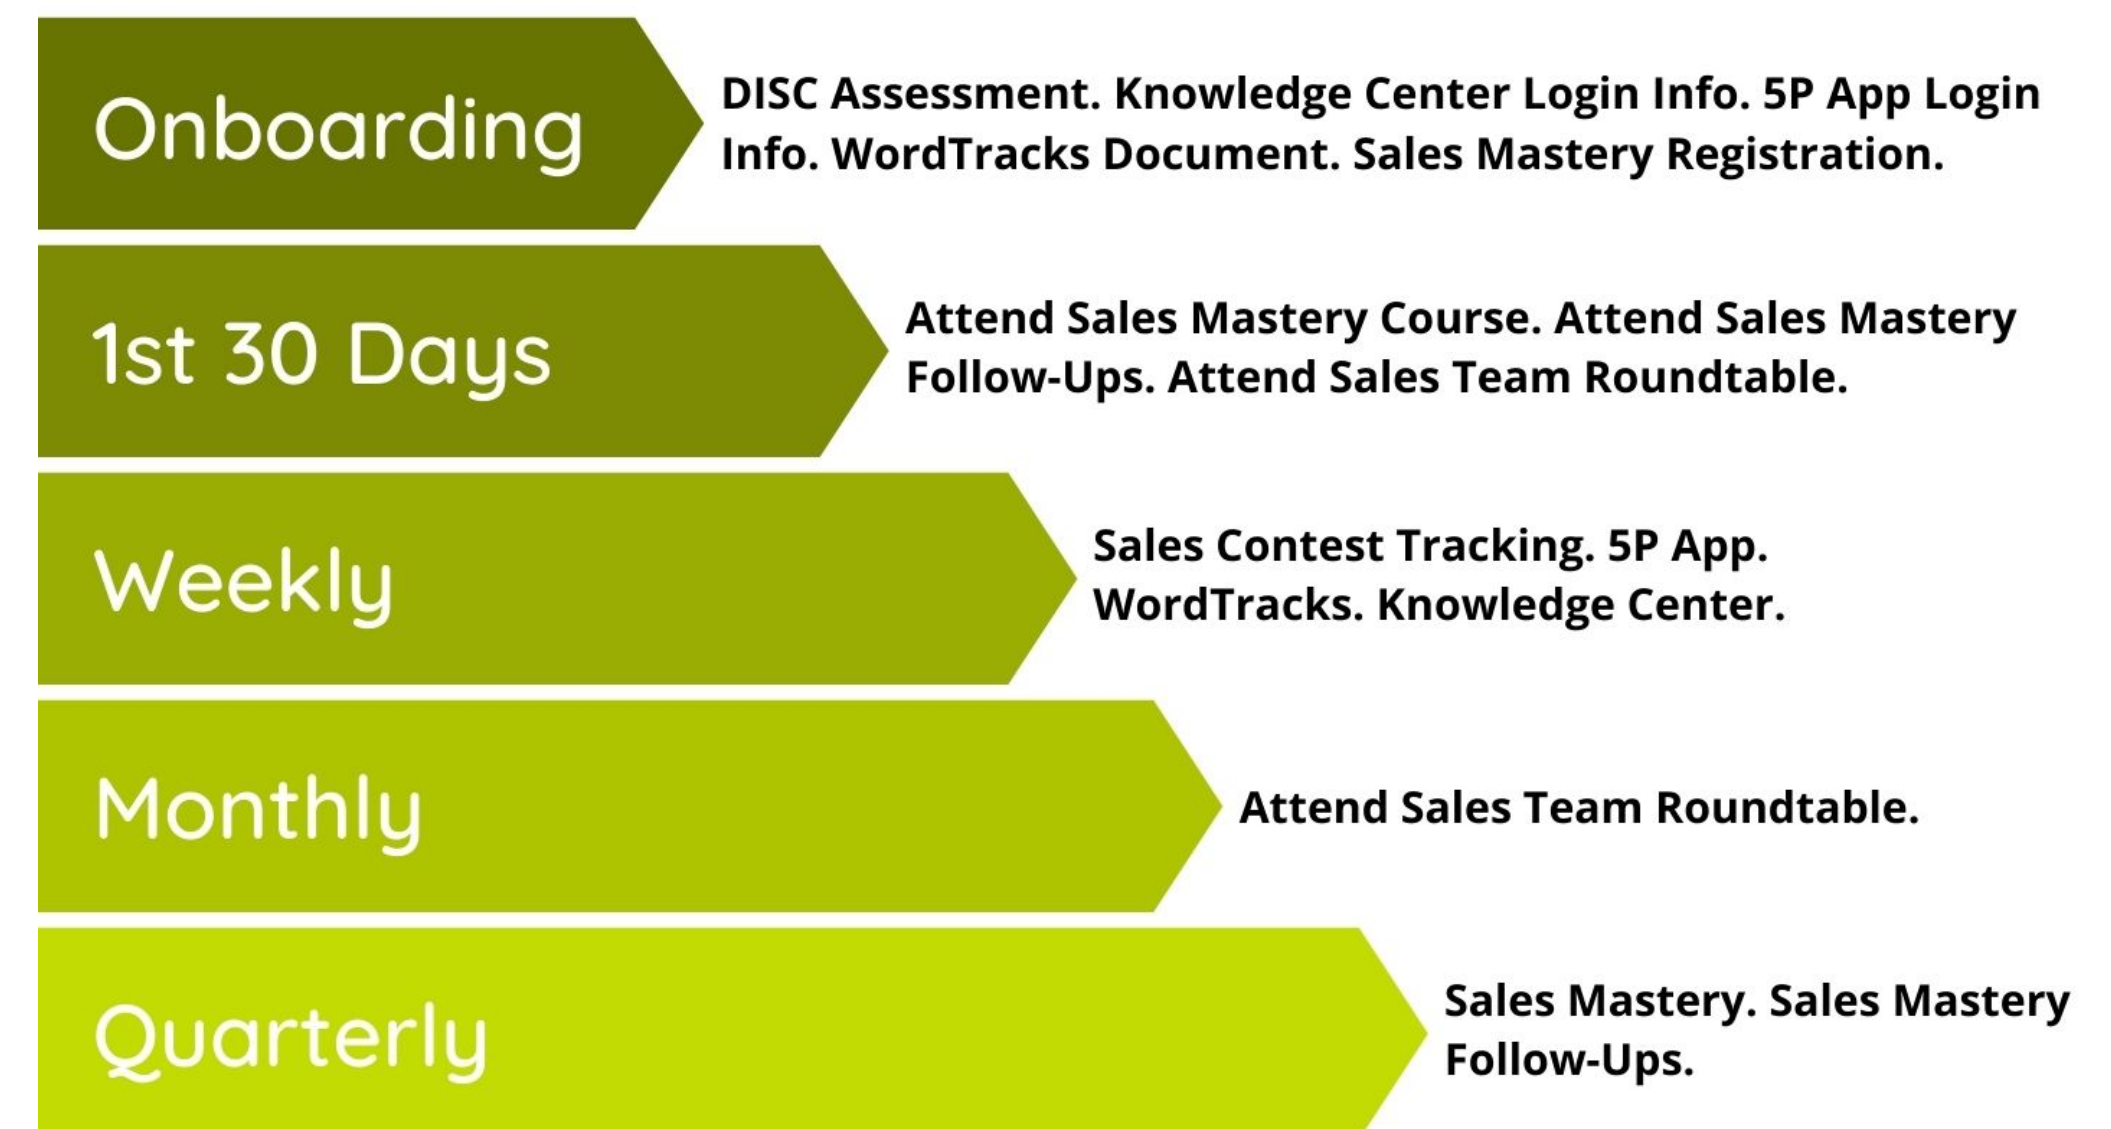 Onboarding
DISC Assessment. Knowledge Center Login Info. 5P App Login
Info. WordTracks Document. Sales Mastery Registration.
1st 30 Days
Attend Sales Mastery Course. Attend Sales Mastery
Follow-Ups. Attend Sales Team Roundtable.
Weekly
Sales Contest Tracking. 5P App.
WordTracks. Knowledge Center.
Monthly
Attend Sales Team Roundtable.
Quarterly
Sales Mastery. Sales Mastery
Follow-Ups.